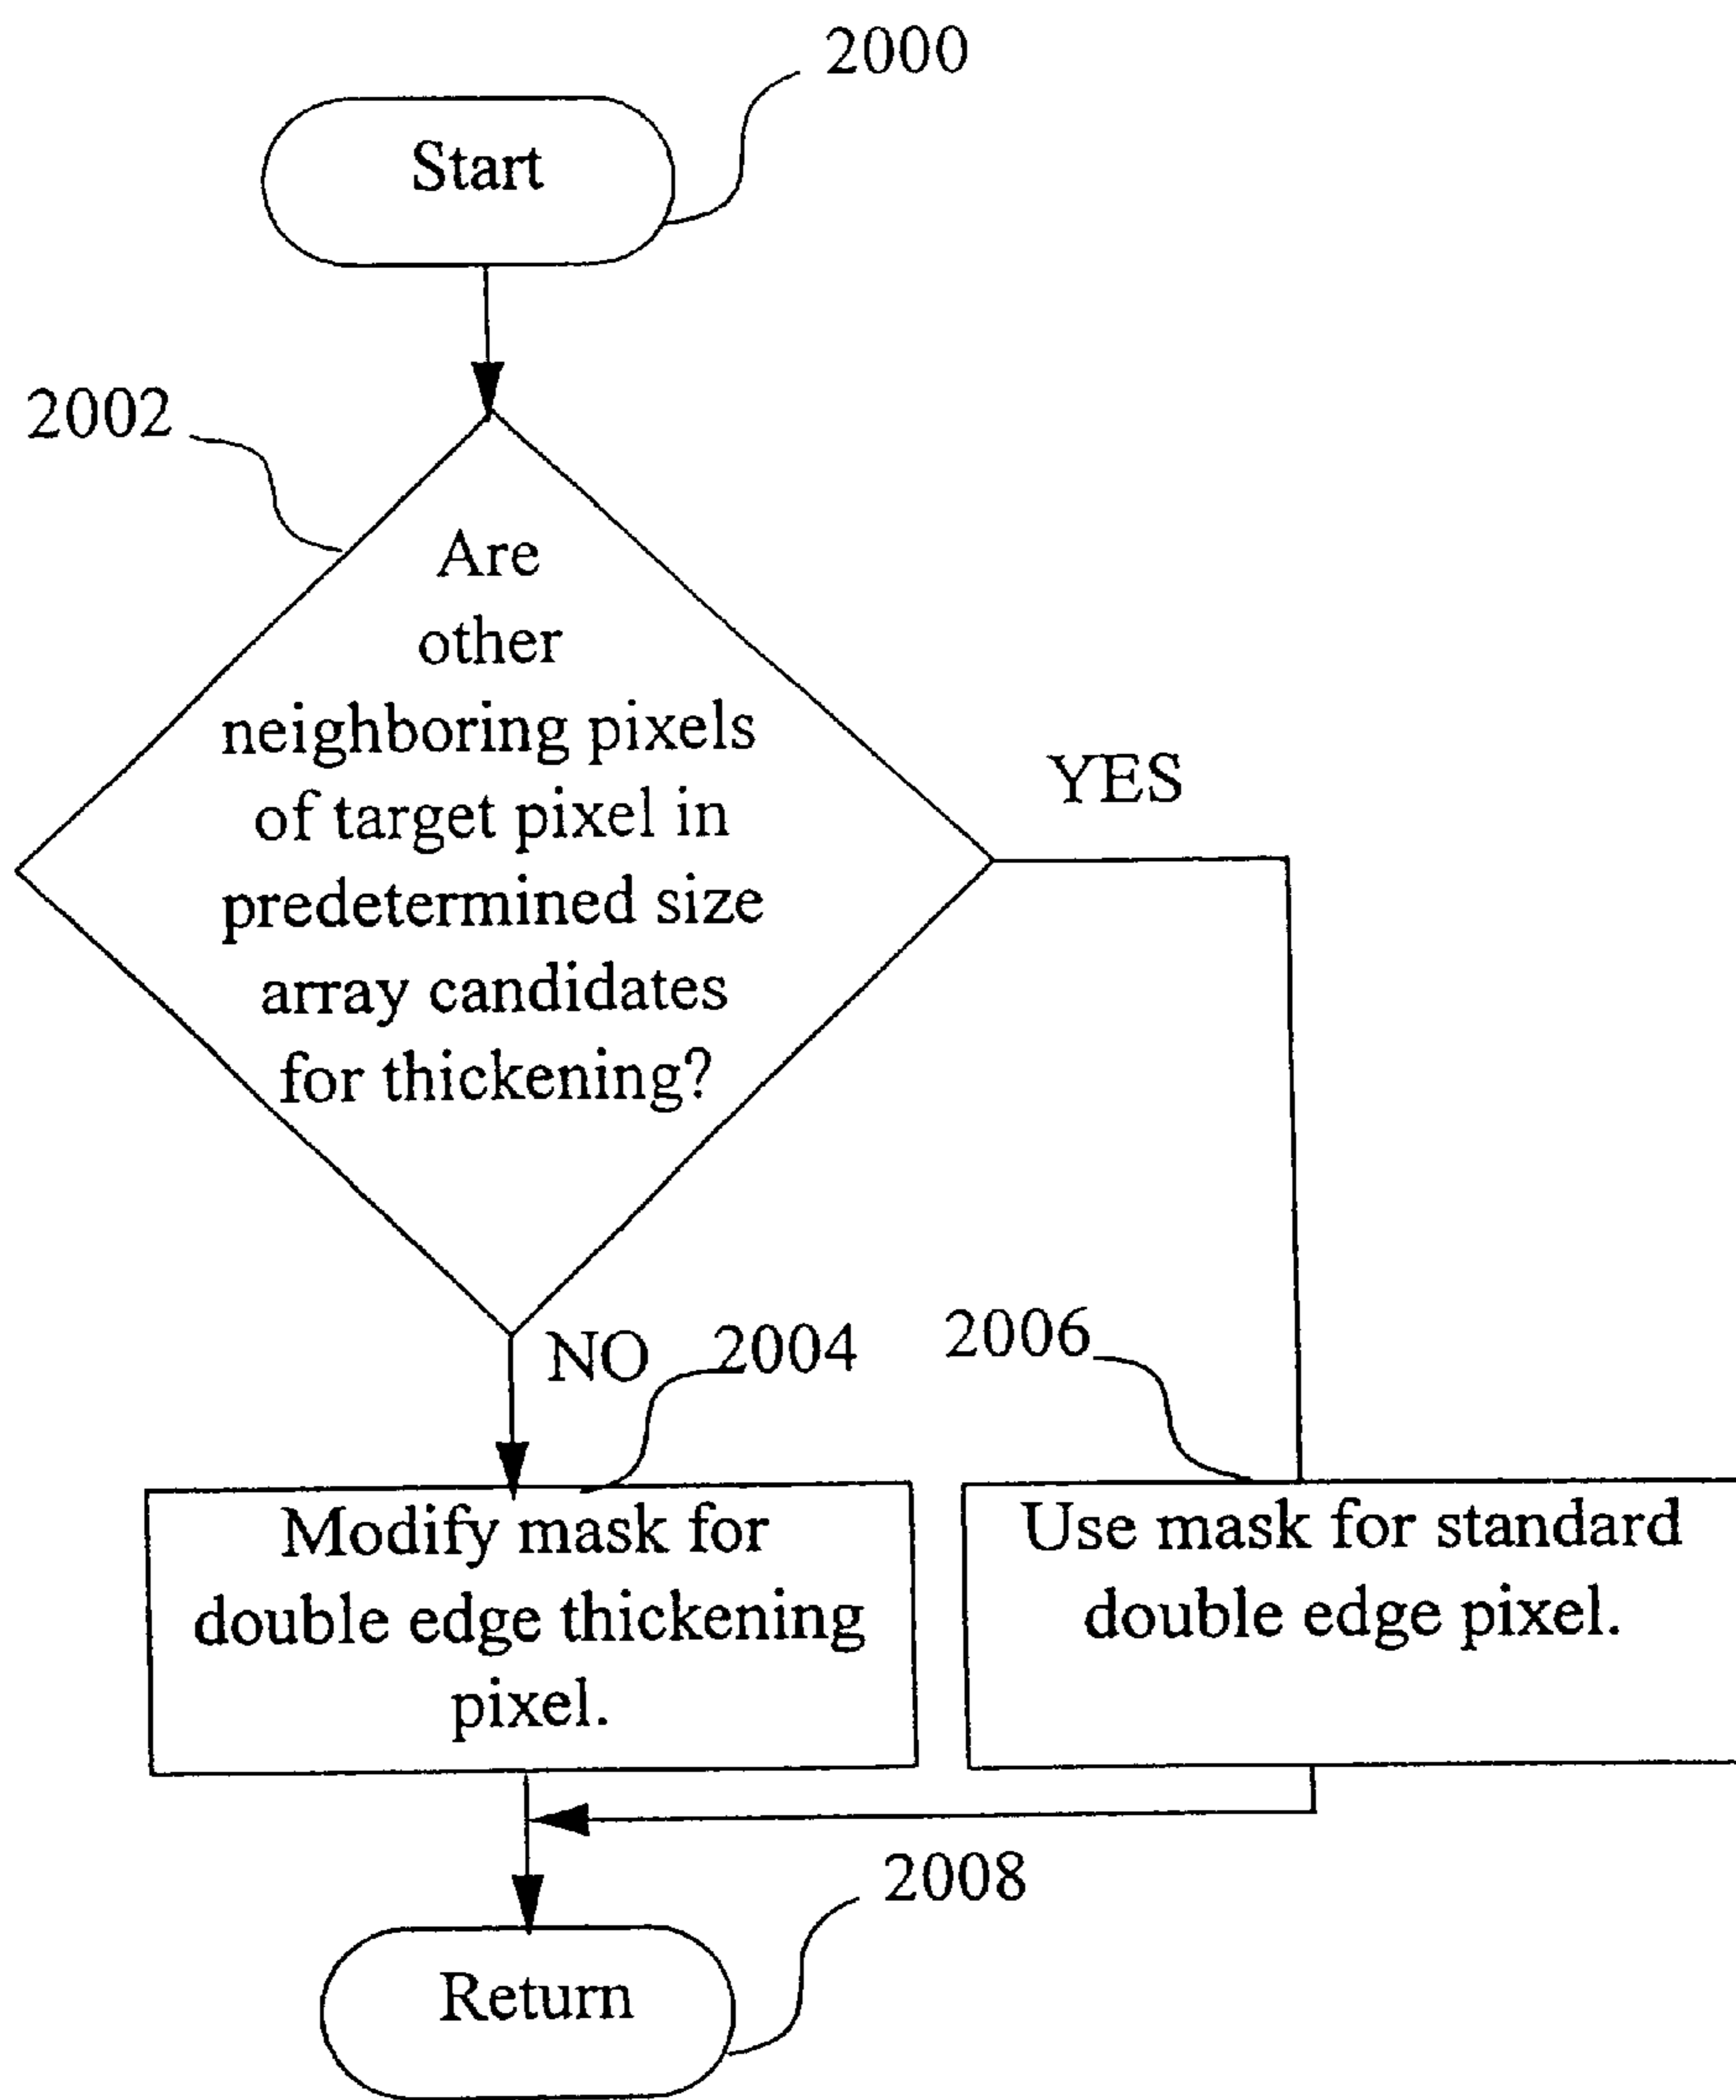 2000
Start
2002
Are
other
neighboring pixels
of target pixel in
predetermined size
array candidates
for thickening?
YES
NO
2004
2006
Modify mask for
double edge thickening
pixel.
Use mask for standard
double edge pixel.
2008
Return